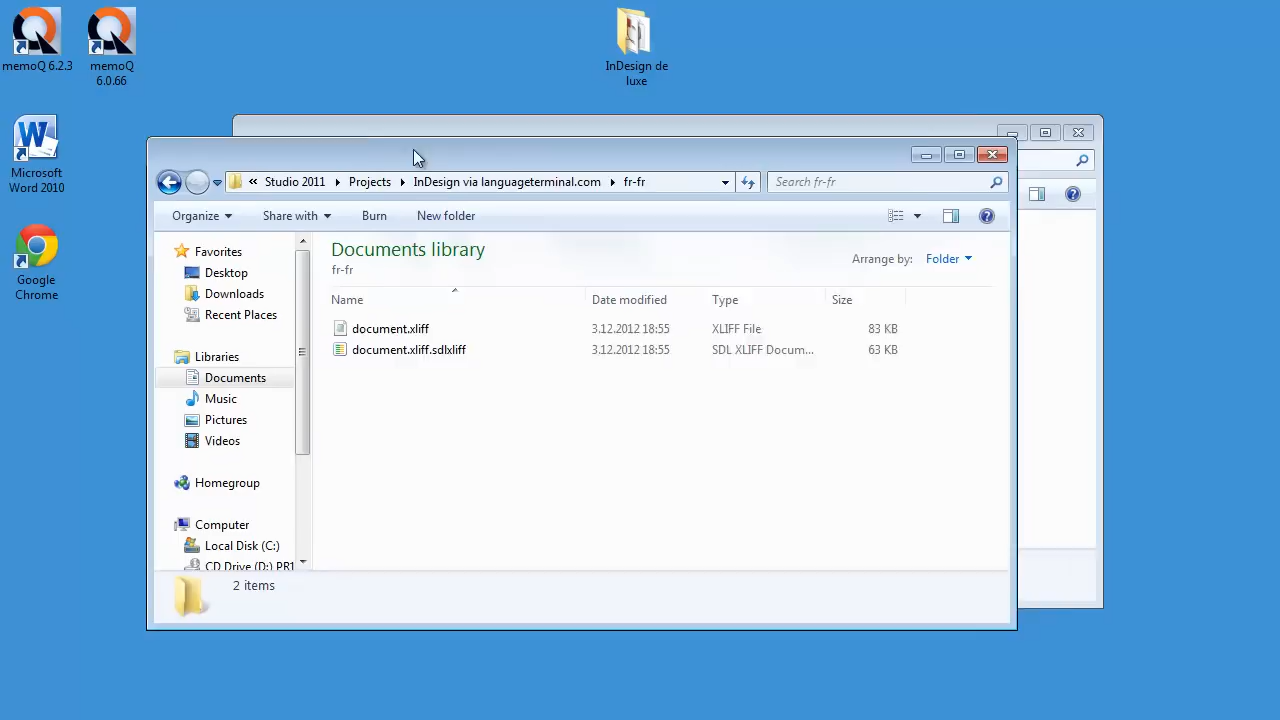 memoQ 6.2.3
memoQ
6.0.66
InDesign de
luxe
Microsoft
Word 2010
Google
Chrome
« Studio 2011 Projects InDesign via languageterminal.com fr-fr
Search fr-fr
Organize Share with Burn New folder
Favorites
Desktop
Downloads
Recent Places
Libraries
Documents
Music
Pictures
Videos
Homegroup
Computer
Local Disk (C:)
CD Drive (D:) PR1
Documents library
fr-fr
Arrange by: Folder
Name Date modified Type Size
document.xliff 3.12.2012 18:55 XLIFF File 83 KB
document.xliff.sdlxliff 3.12.2012 18:55 SDL XLIFF Docum... 63 KB
2 items